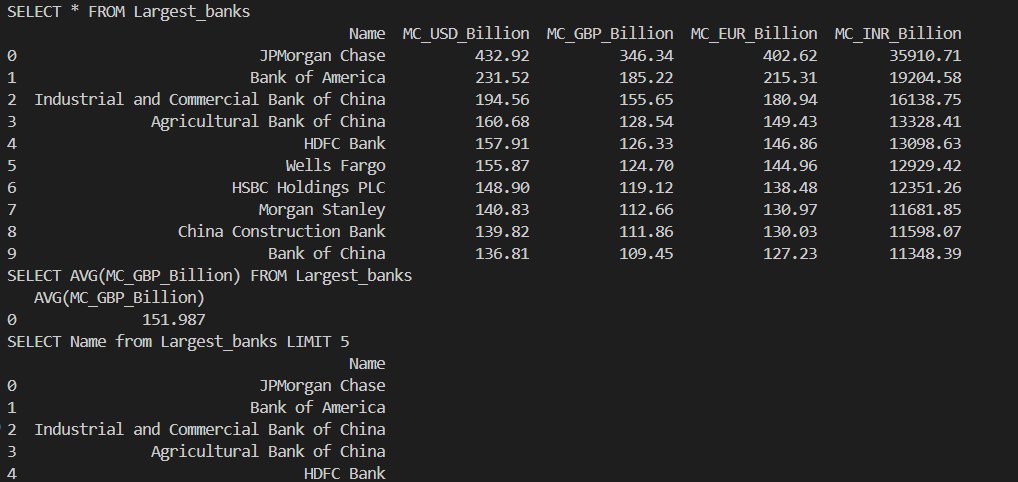 SELECT * FROM Largest_banks
Name MC_USD_Billion MC_GBP_Billion MC_EUR_Billion MC_INR_Billion
0 JPMorgan Chase 432.92 346.34 402.62 35910.71
1 Bank of America 231.52 185.22 215.31 19204.58
2 Industrial and Commercial Bank of China 194.56 155.65 180.94 16138.75
3 Agricultural Bank of China 160.68 128.54 149.43 13328.41
4 HDFC Bank 157.91 126.33 146.86 13098.63
5 Wells Fargo 155.87 124.70 144.96 12929.42
6 HSBC Holdings PLC 148.90 119.12 138.48 12351.26
7 Morgan Stanley 140.83 112.66 130.97 11681.85
8 China Construction Bank 139.82 111.86 130.03 11598.07
9 Bank of China 136.81 109.45 127.23 11348.39
SELECT AVG(MC_GBP_Billion) FROM Largest_banks
AVG(MC_GBP_Billion)
0 151.987
SELECT Name from Largest_banks LIMIT 5
Name
0 JPMorgan Chase
1 Bank of America
2 Industrial and Commercial Bank of China
3 Agricultural Bank of China
4 HDFC Bank